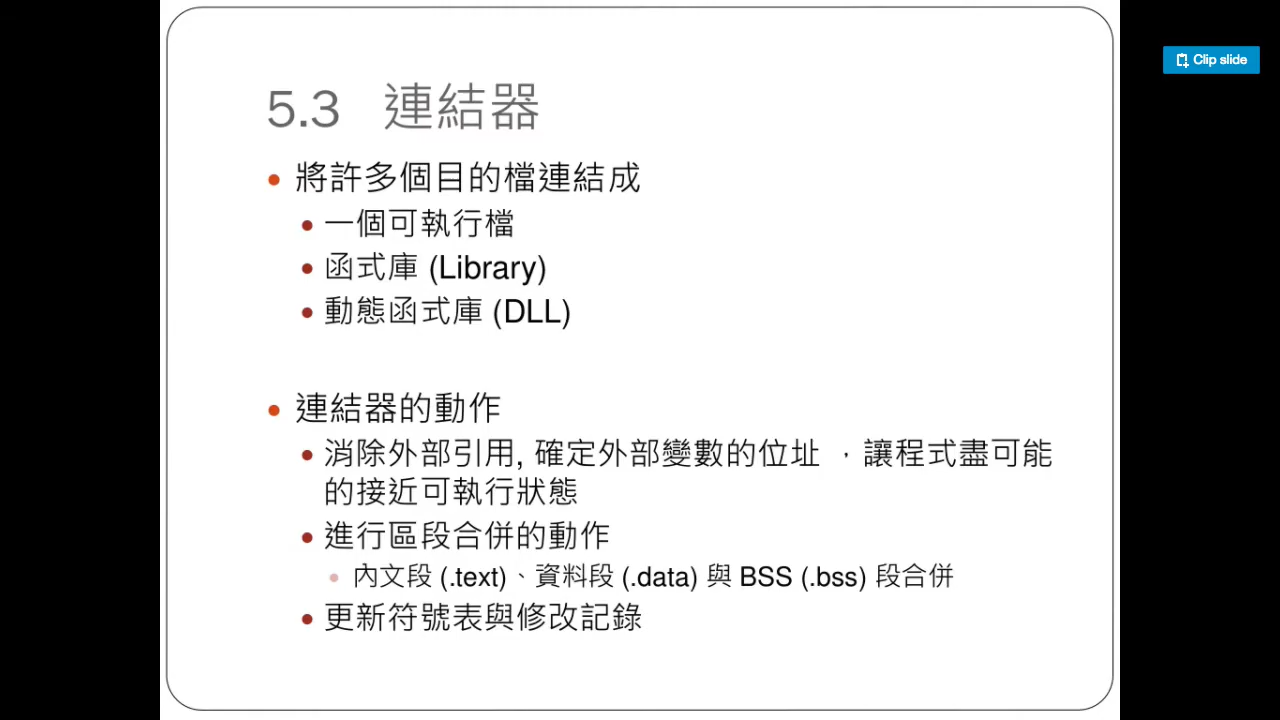 Clip slide
5.3 連結器
將許多個目的檔連結成
一個可執行檔
函式庫 (Library)
動態函式庫 (DLL)
連結器的動作
消除外部引用, 確定外部變數的位址 ，讓程式盡可能
的接近可執行狀態
進行區段合併的動作
內文段 (.text)、資料段 (.data) 與 BSS (.bss) 段合併
更新符號表與修改記錄